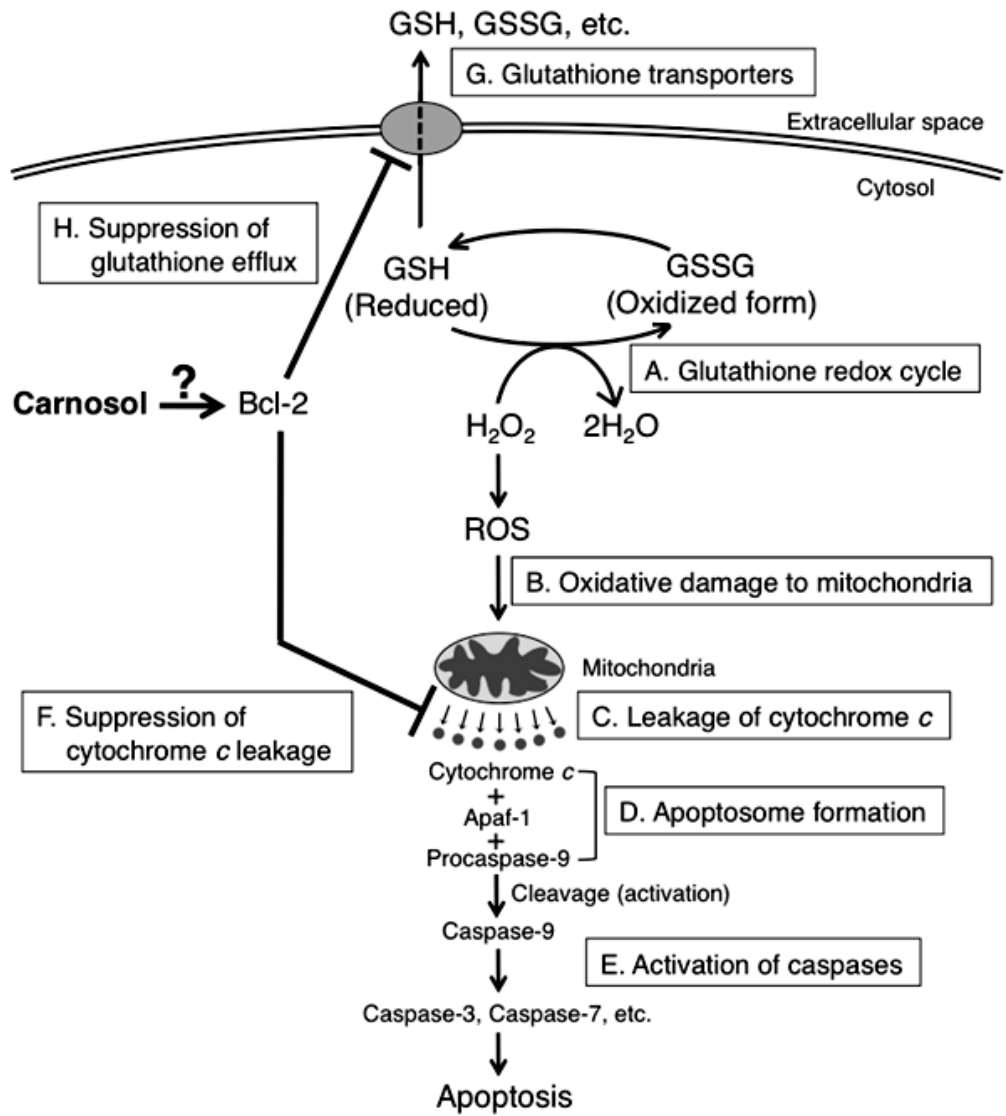 GSH, GSSG, etc.
G. Glutathione transporters
Extracellular space
Cytosol
H. Suppression of
glutathione efflux
GSH
(Reduced)
GSSG
(Oxidized form)
A. Glutathione redox cycle
?
Carnosol
Bcl-2
H₂O₂
2H₂O
ROS
B. Oxidative damage to mitochondria
Mitochondria
F. Suppression of
cytochrome c leakage
C. Leakage of cytochrome c
Cytochrome c
+
Apaf-1
+
Procaspase-9
D. Apoptosome formation
Cleavage (activation)
Caspase-9
E. Activation of caspases
Caspase-3, Caspase-7, etc.
Apoptosis